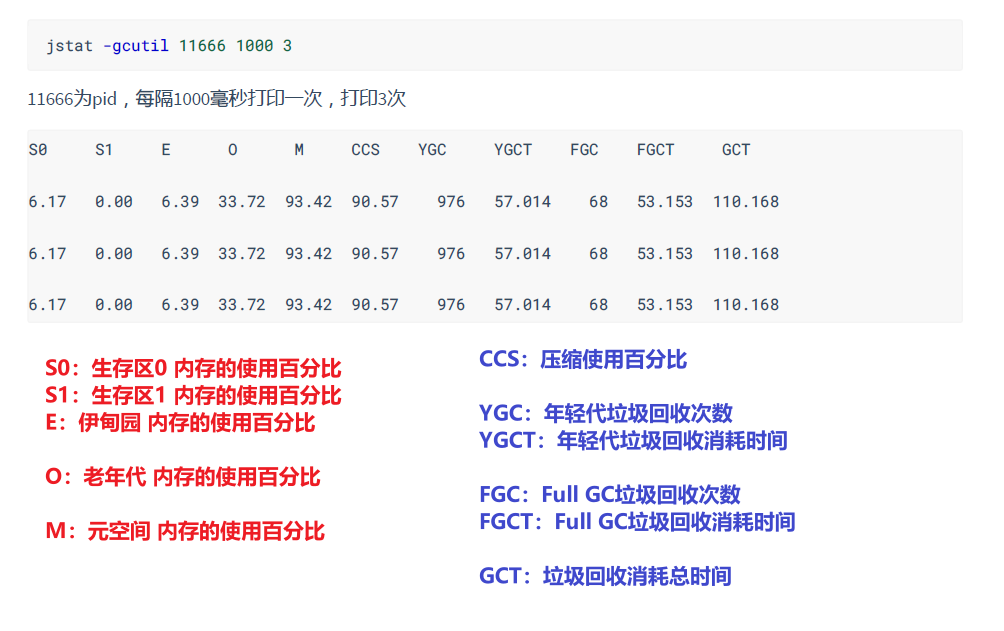 jstat -gcutil 11666 1000 3
11666为pid，每隔1000毫秒打印一次，打印3次
S0 S1 E O M CCS YGC YGCT FGC FGCT GCT
6.17 0.00 6.39 33.72 93.42 90.57 976 57.014 68 53.153 110.168
6.17 0.00 6.39 33.72 93.42 90.57 976 57.014 68 53.153 110.168
6.17 0.00 6.39 33.72 93.42 90.57 976 57.014 68 53.153 110.168
S0：生存区0 内存的使用百分比
S1：生存区1 内存的使用百分比
E：伊甸园 内存的使用百分比
O：老年代 内存的使用百分比
M：元空间 内存的使用百分比
CCS：压缩使用百分比
YGC：年轻代垃圾回收次数
YGCT：年轻代垃圾回收消耗时间
FGC：Full GC垃圾回收次数
FGCT：Full GC垃圾回收消耗时间
GCT：垃圾回收消耗总时间